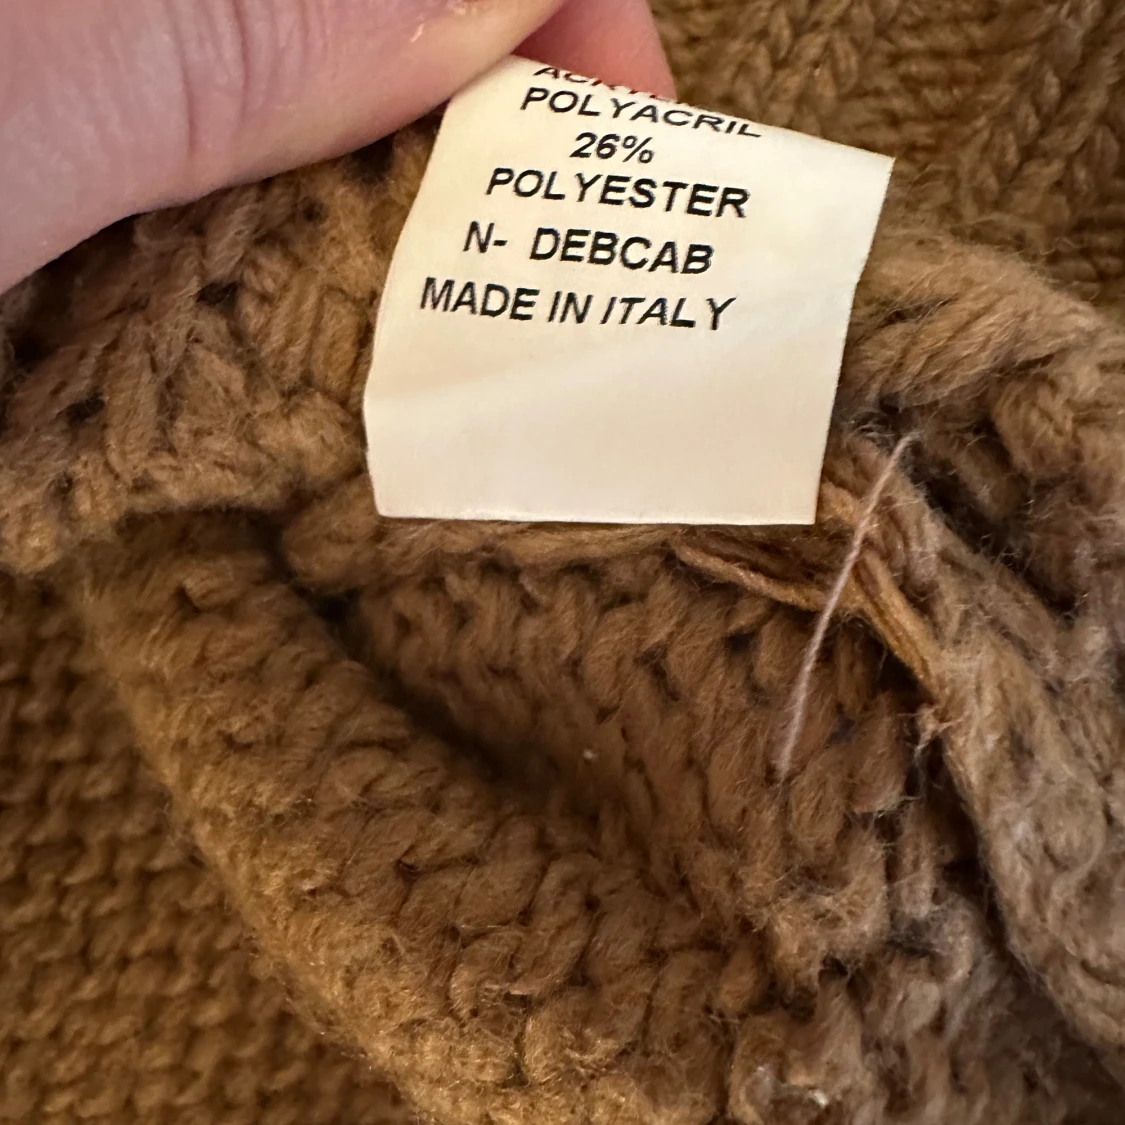 POLYACRIL
26%
POLYESTER
N- DEBCAB
MADE IN ITALY